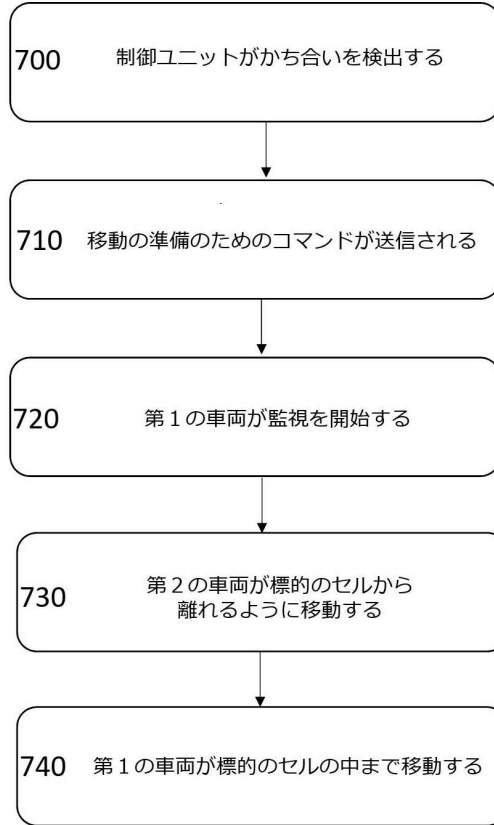 700 制御ユニットがかち合いを検出する
710 移動の準備のためのコマンドが送信される
720 第1の車両が監視を開始する
730 第2の車両が標的のセルから
離れるように移動する
740 第1の車両が標的のセルの中まで移動する